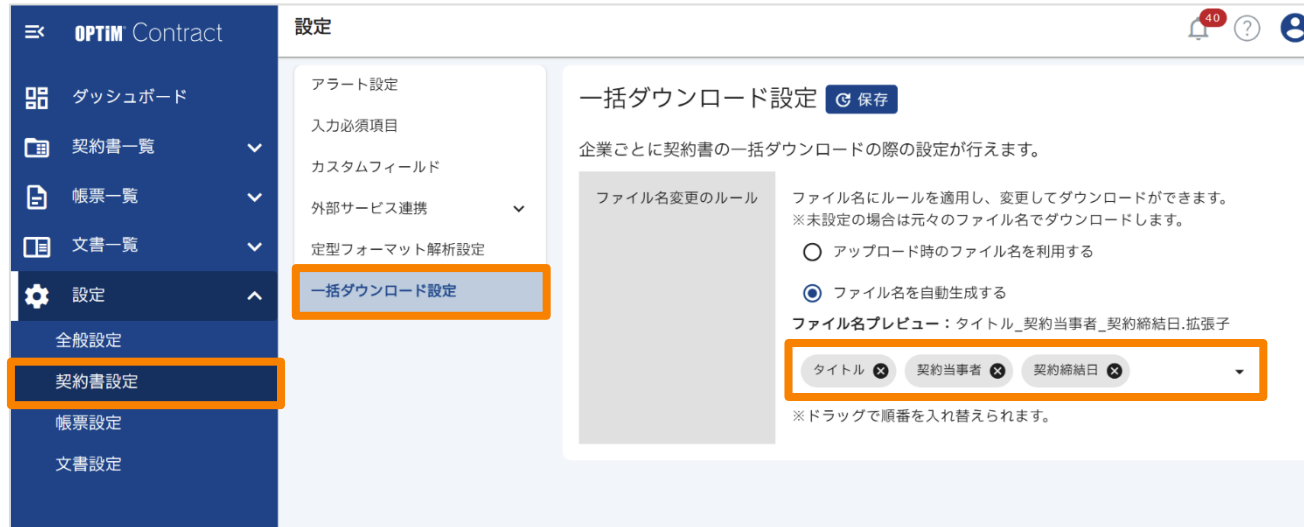 OPTiM Contract
ダッシュボード
契約書一覧
帳票一覧
文書一覧
設定
全般設定
契約書設定
帳票設定
文書設定
設定
40
?
アラート設定
入力必須項目
カスタムフィールド
外部サービス連携
定型フォーマット解析設定
一括ダウンロード設定
一括ダウンロード設定 保存
企業ごとに契約書の一括ダウンロードの際の設定が行えます。
ファイル名変更のルール
ファイル名にルールを適用し、変更してダウンロードができます。
※未設定の場合は元々のファイル名でダウンロードします。
アップロード時のファイル名を利用する
ファイル名を自動生成する
ファイル名プレビュー：タイトル_契約当事者_契約締結日.拡張子
タイトル 契約当事者 契約締結日
※ドラッグで順番を入れ替えられます。